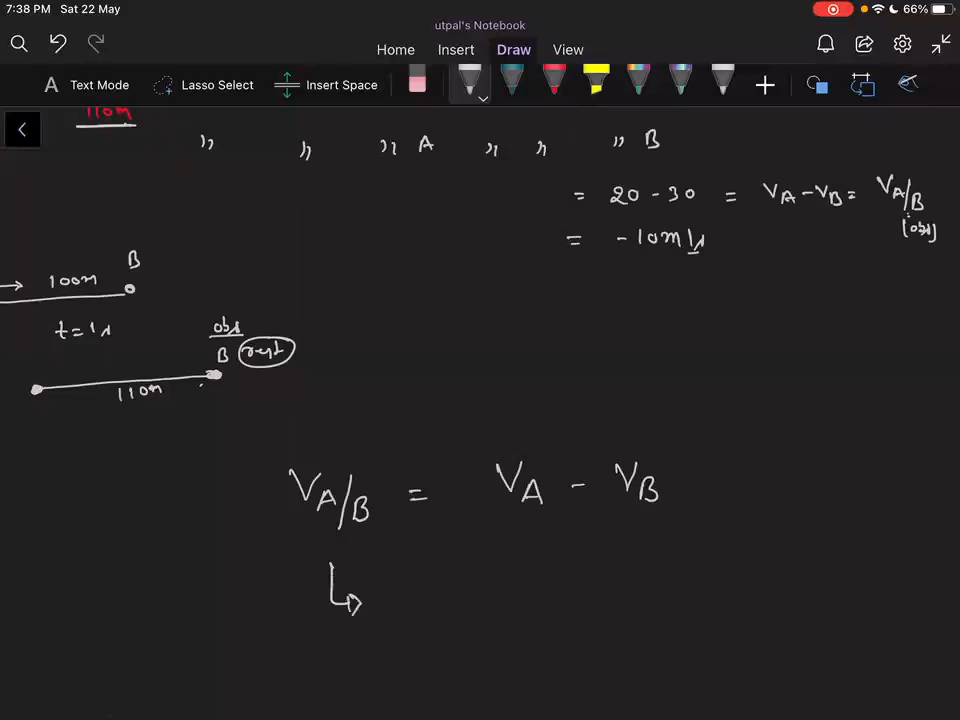 7:38 PM Sat 22 May 66%
utpal's Notebook
Home Insert Draw View
A Text Mode Lasso Select Insert Space
110m
" " " A " " " B
= 20 - 30 = VA - VB = VA/B
= -10m/s [obs]
B
→ 100m
t = 1s
obs
B rest
110m
VA/B = VA - VB